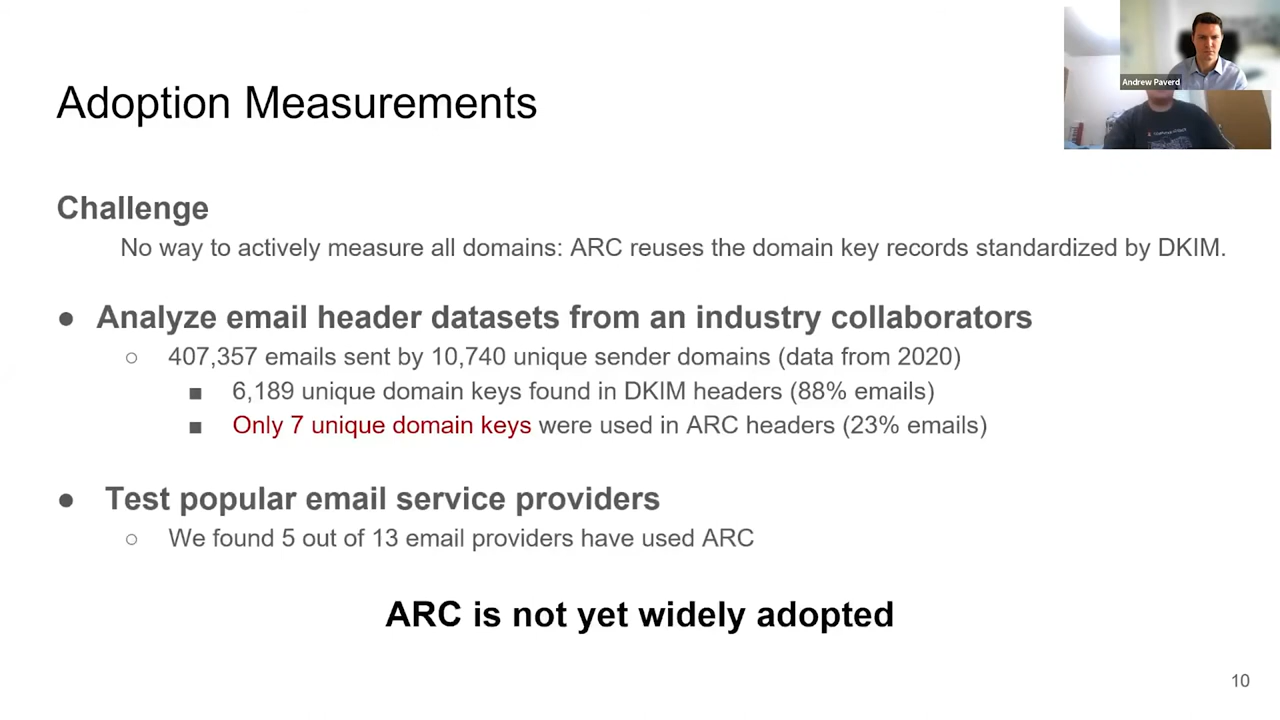 Andrew Paverd
Adoption Measurements
Challenge
No way to actively measure all domains: ARC reuses the domain key records standardized by DKIM.
● Analyze email header datasets from an industry collaborators
○ 407,357 emails sent by 10,740 unique sender domains (data from 2020)
■ 6,189 unique domain keys found in DKIM headers (88% emails)
■ Only 7 unique domain keys were used in ARC headers (23% emails)
● Test popular email service providers
○ We found 5 out of 13 email providers have used ARC
ARC is not yet widely adopted
10